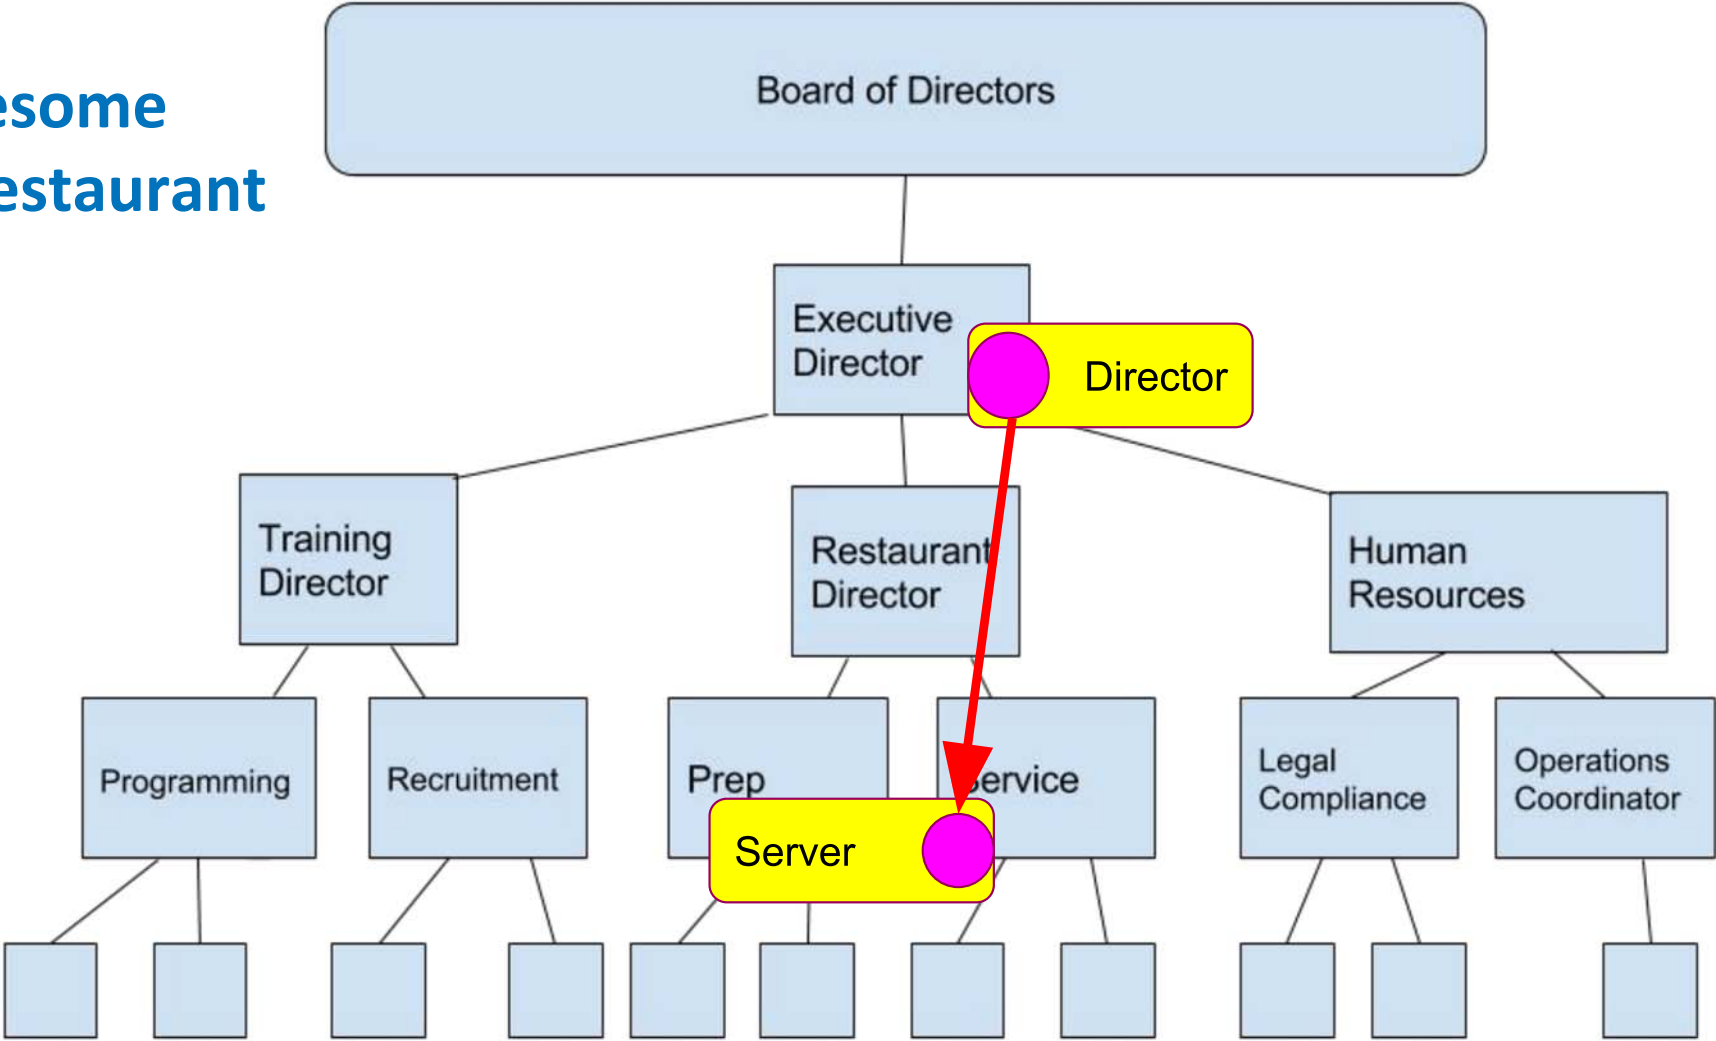 esome
estaurant
Board of Directors
Executive
Director
Director
Training
Director
Restaurant
Director
Human
Resources
Programming
Recruitment
Prep
Service
Legal
Compliance
Operations
Coordinator
Server